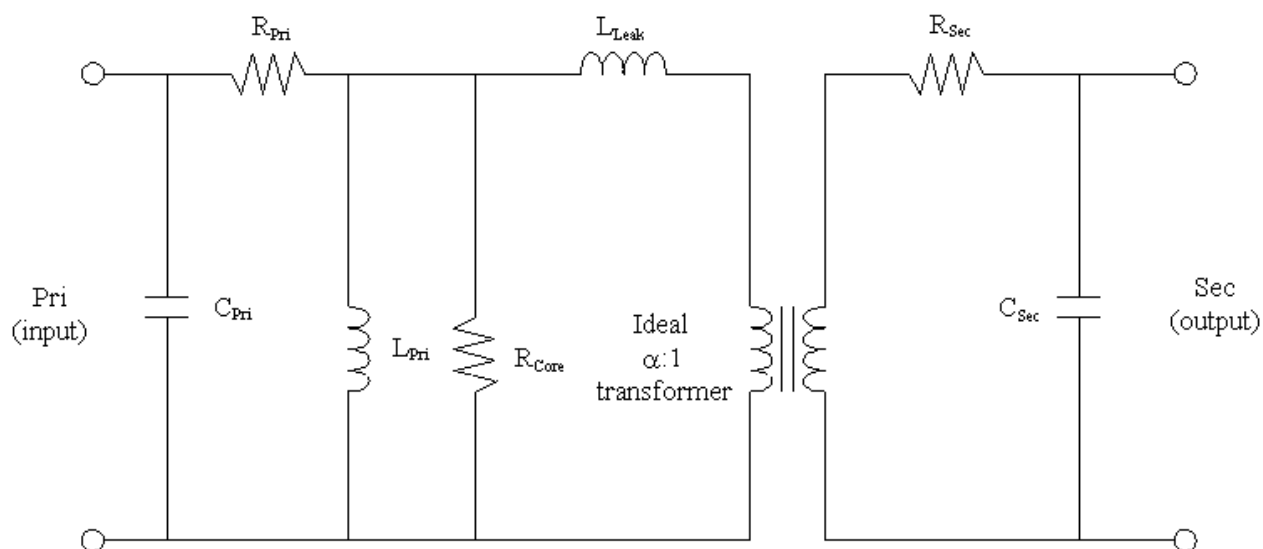 R_Pri
L_Leak
R_Sec
Pri
(input)
C_Pri
L_Pri
R_Core
Ideal
α:1
transformer
C_Sec
Sec
(output)